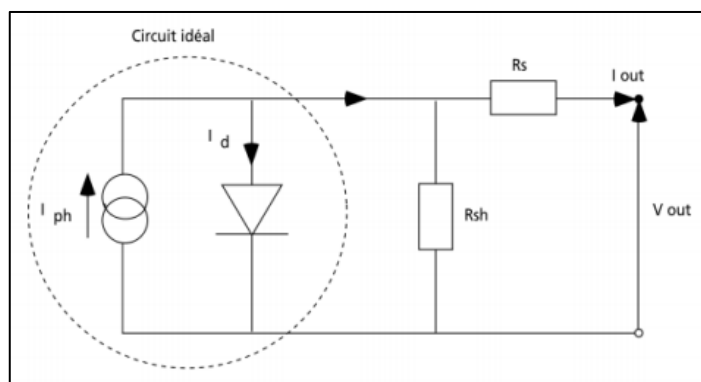 Circuit idéal
Rs
I out
I d
I ph
Rsh
V out